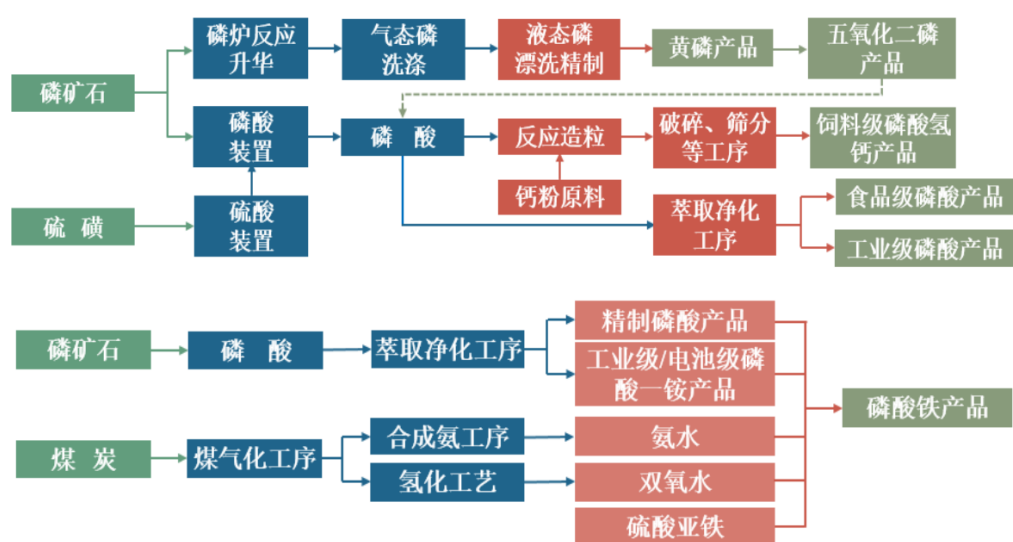 磷矿石
磷炉反应
升华
气态磷
洗涤
液态磷
漂洗精制
黄磷产品
五氧化二磷
产品
磷酸
装置
磷 酸
反应造粒
破碎、筛分
等工序
饲料级磷酸氢
钙产品
钙粉原料
硫 磺
硫酸
装置
萃取净化
工序
食品级磷酸产品
工业级磷酸产品
磷矿石
磷 酸
萃取净化工序
精制磷酸产品
工业级/电池级磷
酸一铵产品
磷酸铁产品
煤 炭
煤气化工序
合成氨工序
氨水
氢化工艺
双氧水
硫酸亚铁